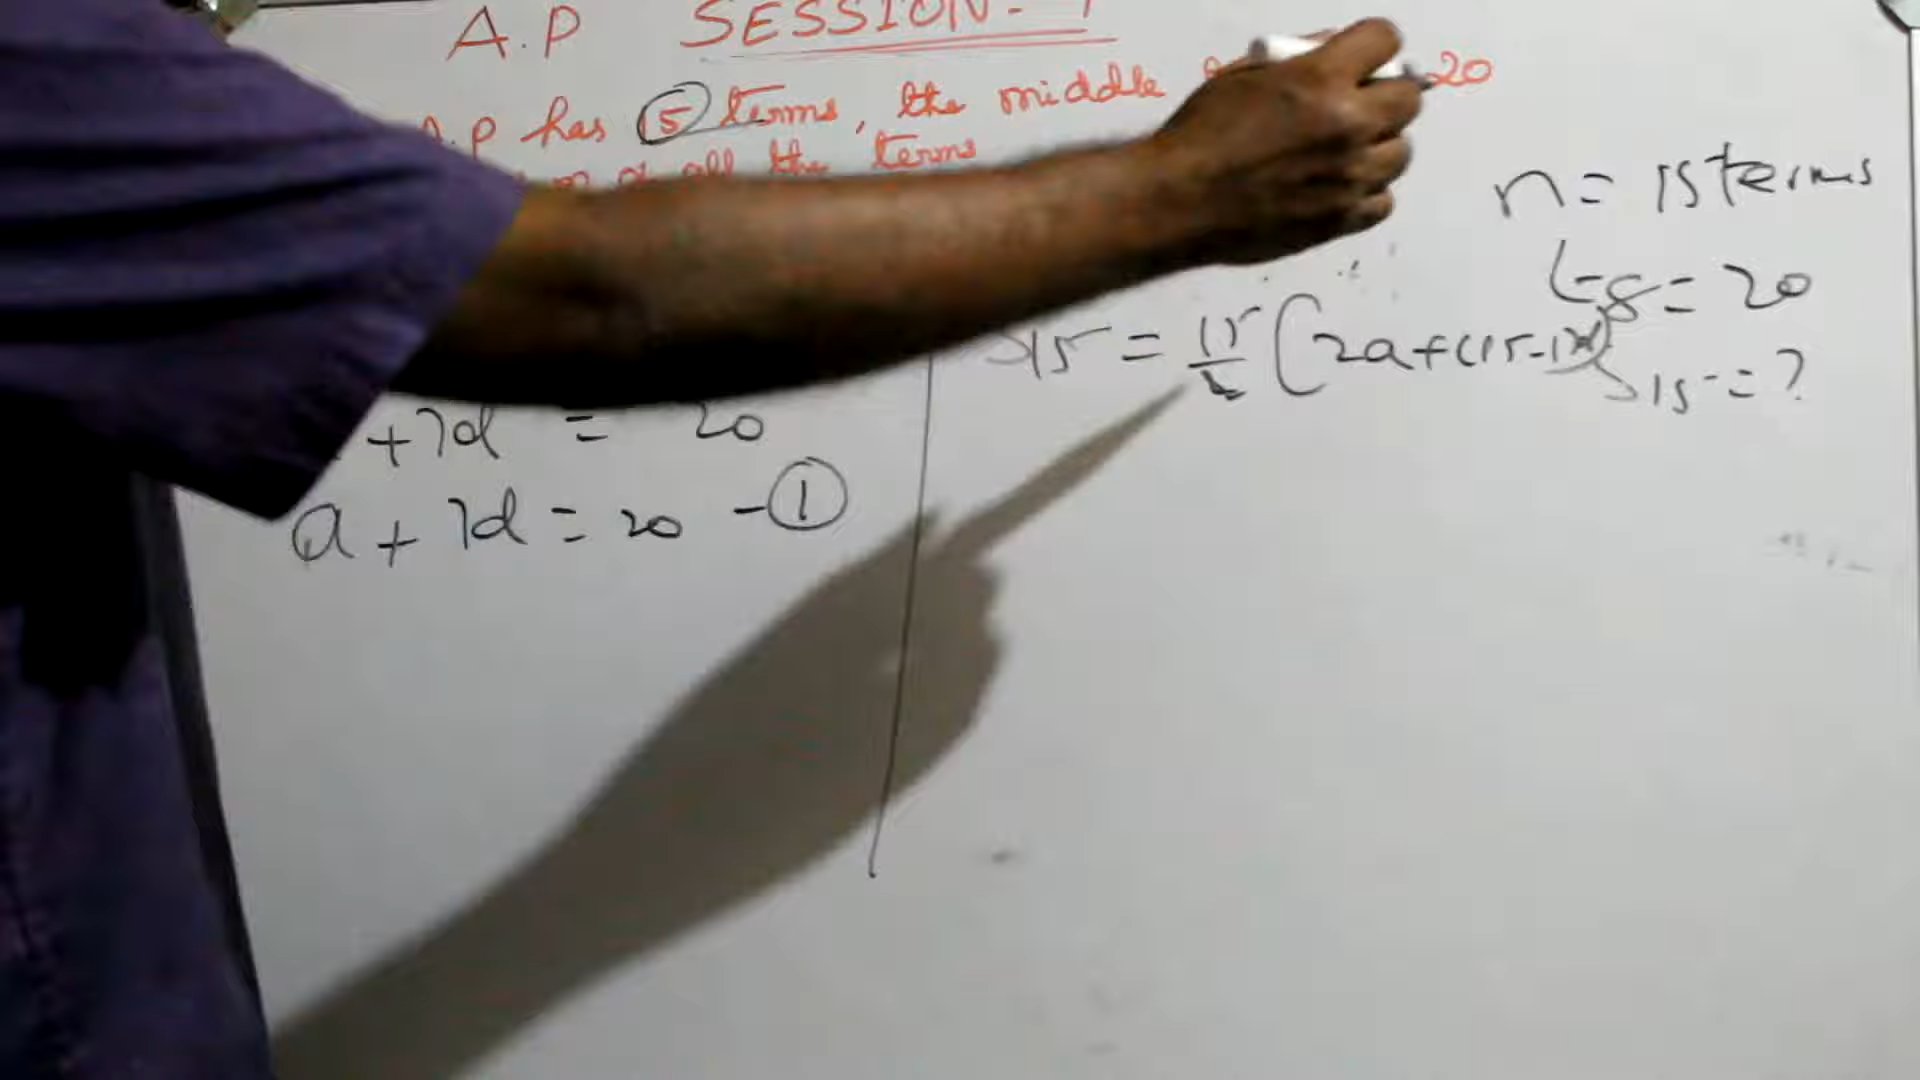 A.P SESSION-
A.P has 15 terms, the middle 20
of all the terms
n = 15 terms
t8 = 20
S15 = 15/2 (2a+(15-1)d)
S15 = ?
+7d = 20
a + 7d = 20 - ①